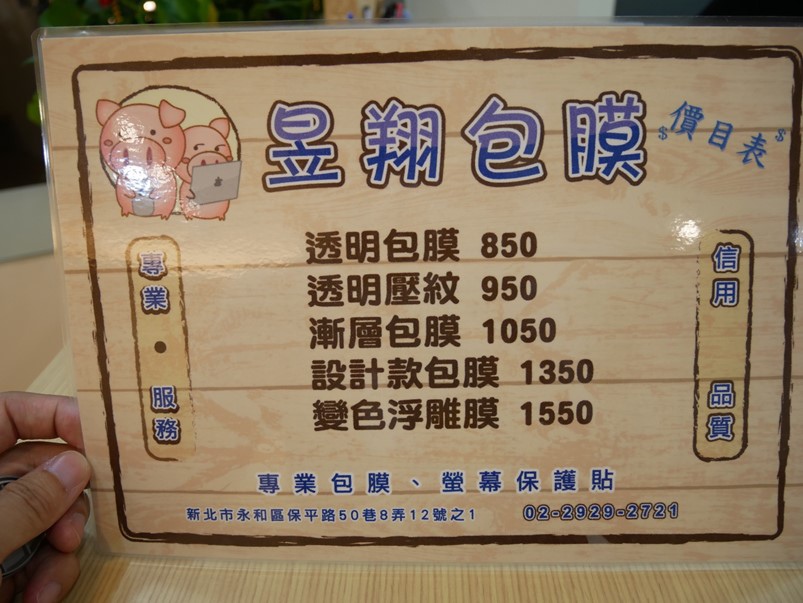 昱翔包膜
$價目表$
透明包膜 850
透明壓紋 950
漸層包膜 1050
設計款包膜 1350
變色浮雕膜 1550
專業・服務
信用 品質
專業包膜、螢幕保護貼
新北市永和區保平路50巷8弄12號之1 02-2929-2721